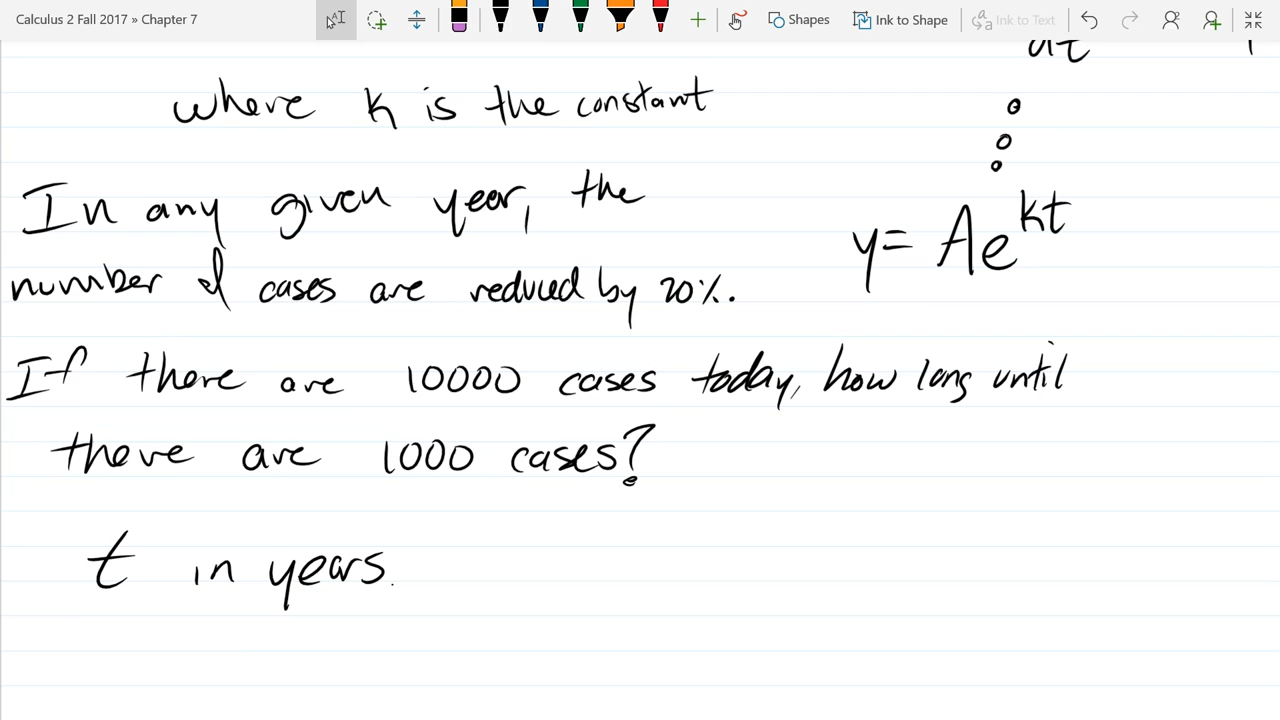 Calculus 2 Fall 2017 » Chapter 7
Shapes
Ink to Shape
Ink to Text
dt
where k is the constant
In any given year, the
number of cases are reduced by 20%.
y = Ae^kt
If there are 10000 cases today, how long until
there are 1000 cases?
t in years.